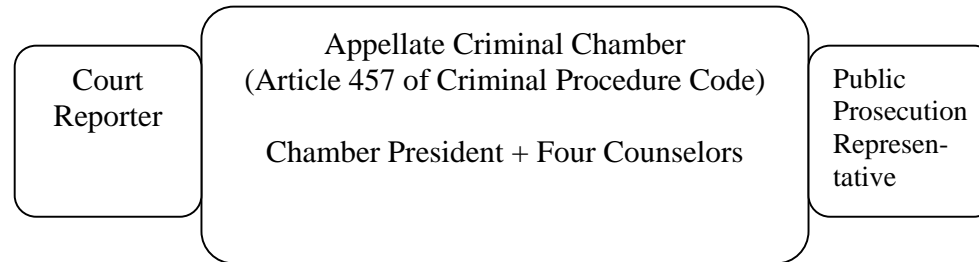 Court
Reporter
Appellate Criminal Chamber
(Article 457 of Criminal Procedure Code)
Chamber President + Four Counselors
Public
Prosecution
Represen-
tative